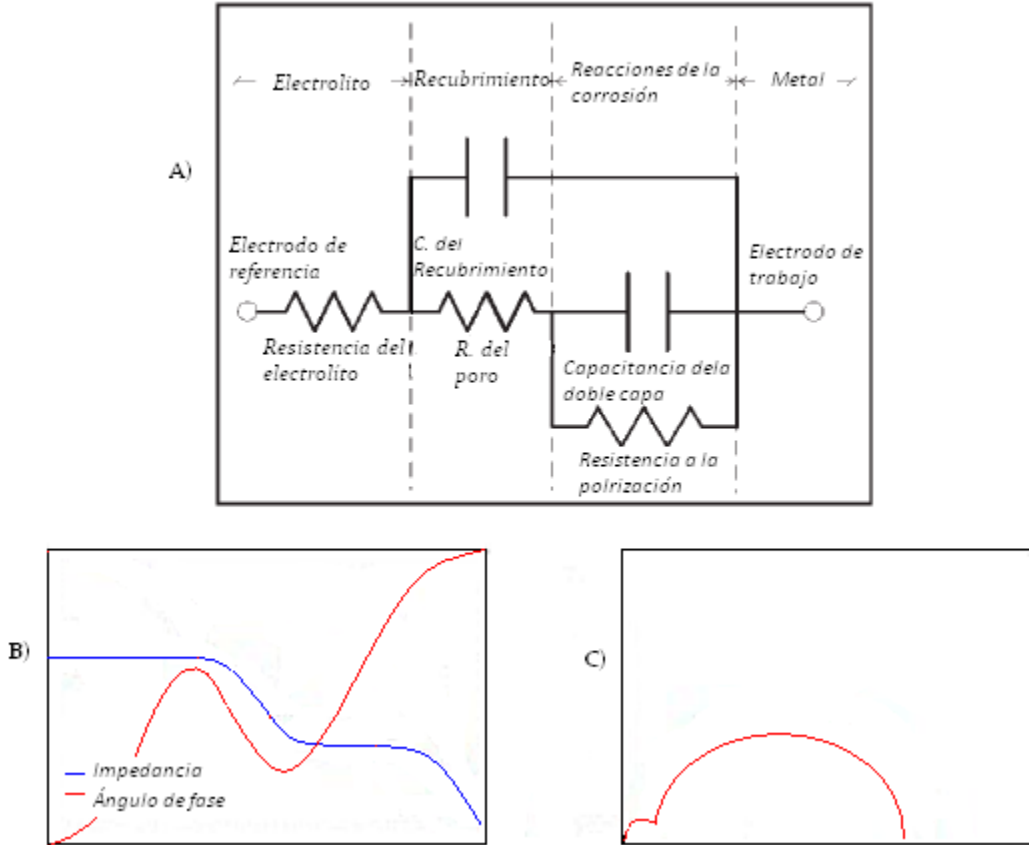 A)
Electrolito
Recubrimiento
Reacciones de la
corrosión
Metal
Electrodo de
referencia
C. del
Recubrimiento
Electrodo de
trabajo
Resistencia del
electrolito
R. del
poro
Capacitancia dela
doble capa
Resistencia a la
polrización
B)
Impedancia
Ángulo de fase
C)